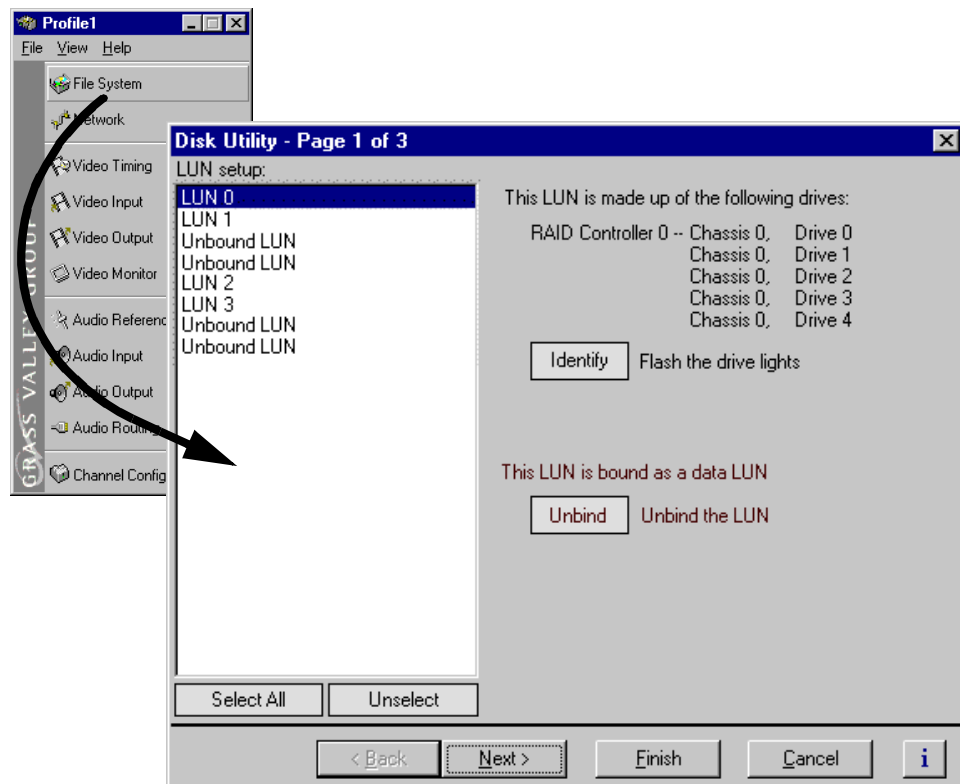 Profile1
File View Help
File System
Network
Video Timing
Video Input
Video Output
Video Monitor
Audio Referenc
Audio Input
Audio Output
Audio Routing
Channel Config
GRASS VALLEY GROUP
Disk Utility - Page 1 of 3
LUN setup:
LUN 0
LUN 1
Unbound LUN
Unbound LUN
LUN 2
LUN 3
Unbound LUN
Unbound LUN
Select All Unselect
This LUN is made up of the following drives:
RAID Controller 0 -- Chassis 0, Drive 0
Chassis 0, Drive 1
Chassis 0, Drive 2
Chassis 0, Drive 3
Chassis 0, Drive 4
Identify Flash the drive lights
This LUN is bound as a data LUN
Unbind Unbind the LUN
< Back Next > Finish Cancel i